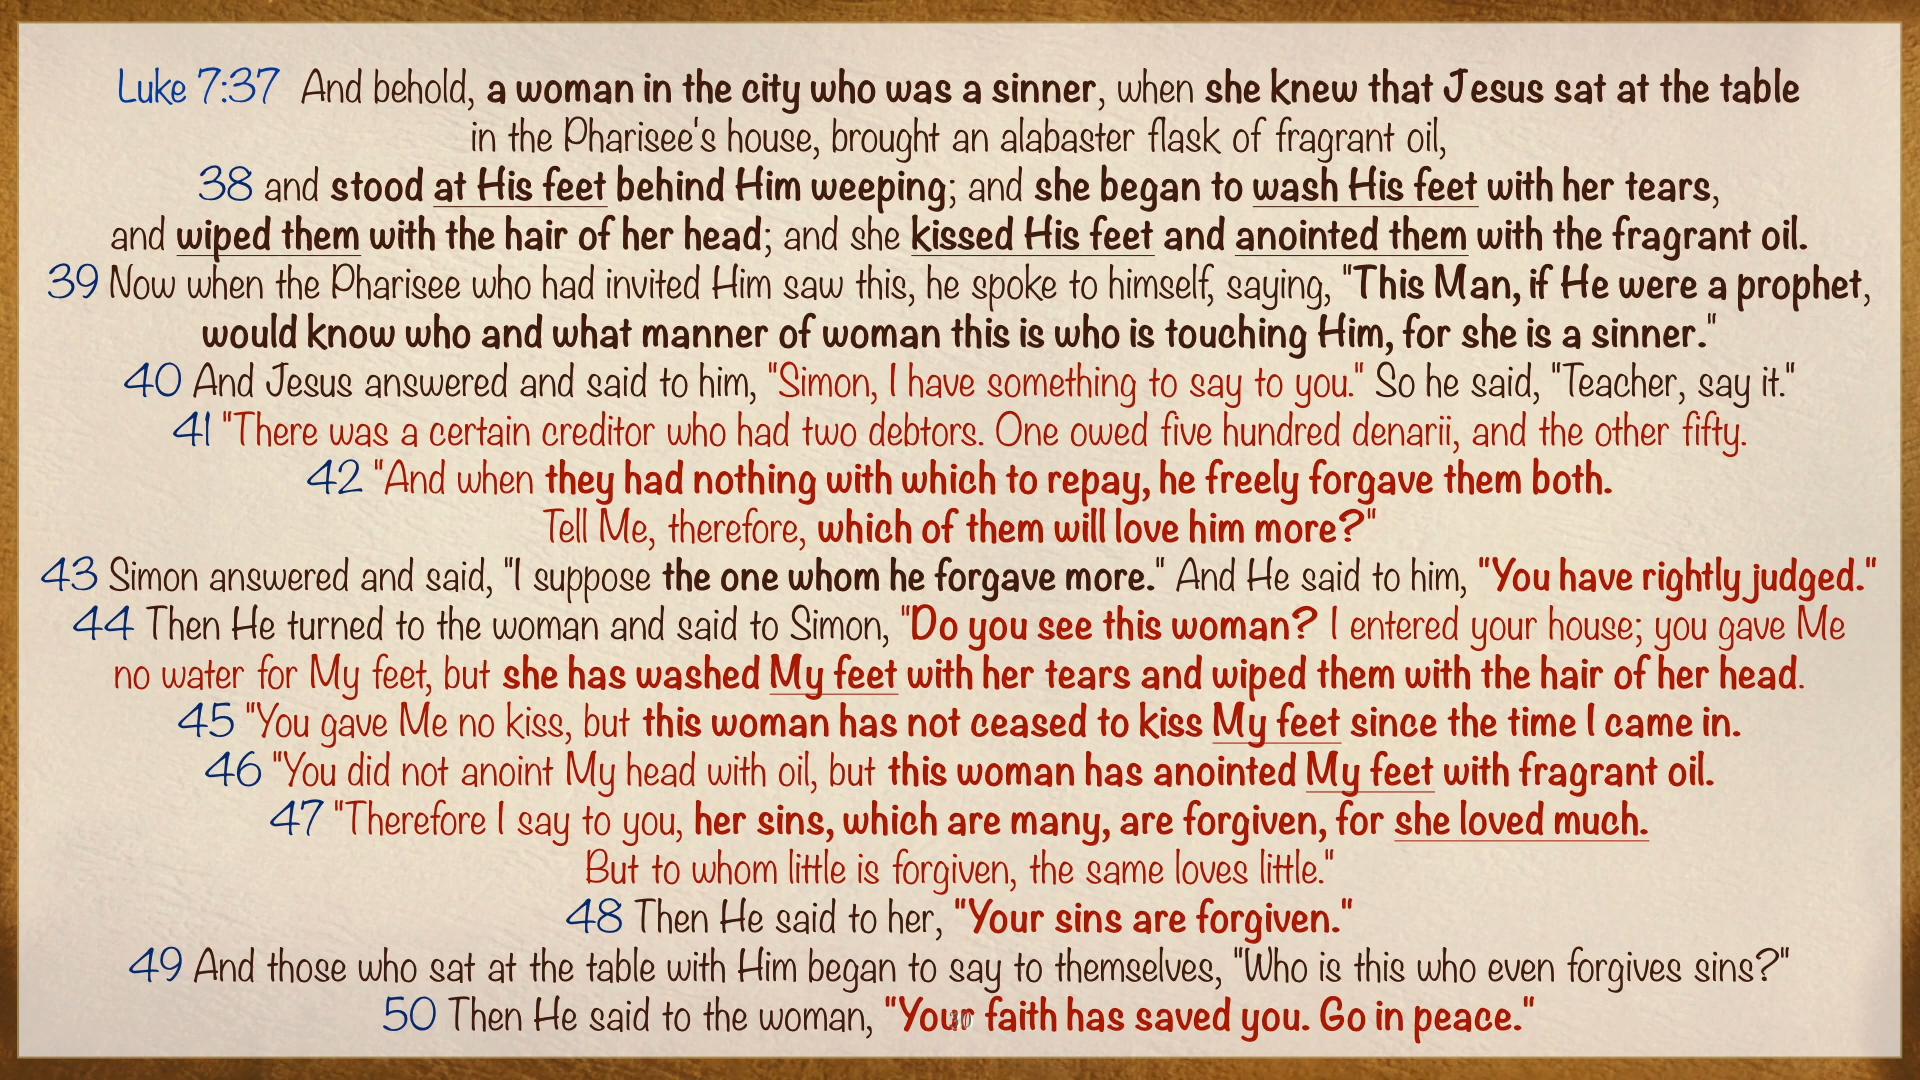 Luke 7:37 And behold, a woman in the city who was a sinner, when she knew that Jesus sat at the table
in the Pharisee's house, brought an alabaster flask of fragrant oil,
38 and stood at His feet behind Him weeping; and she began to wash His feet with her tears,
and wiped them with the hair of her head; and she kissed His feet and anointed them with the fragrant oil.
39 Now when the Pharisee who had invited Him saw this, he spoke to himself, saying, "This Man, if He were a prophet,
would know who and what manner of woman this is who is touching Him, for she is a sinner."
40 And Jesus answered and said to him, "Simon, I have something to say to you." So he said, "Teacher, say it."
41 "There was a certain creditor who had two debtors. One owed five hundred denarii, and the other fifty.
42 "And when they had nothing with which to repay, he freely forgave them both.
Tell Me, therefore, which of them will love him more?"
43 Simon answered and said, "I suppose the one whom he forgave more." And He said to him, "You have rightly judged."
44 Then He turned to the woman and said to Simon, "Do you see this woman? I entered your house; you gave Me
no water for My feet, but she has washed My feet with her tears and wiped them with the hair of her head.
45 "You gave Me no kiss, but this woman has not ceased to kiss My feet since the time I came in.
46 "You did not anoint My head with oil, but this woman has anointed My feet with fragrant oil.
47 "Therefore I say to you, her sins, which are many, are forgiven, for she loved much.
But to whom little is forgiven, the same loves little."
48 Then He said to her, "Your sins are forgiven."
49 And those who sat at the table with Him began to say to themselves, "Who is this who even forgives sins?"
50 Then He said to the woman, "Your faith has saved you. Go in peace."